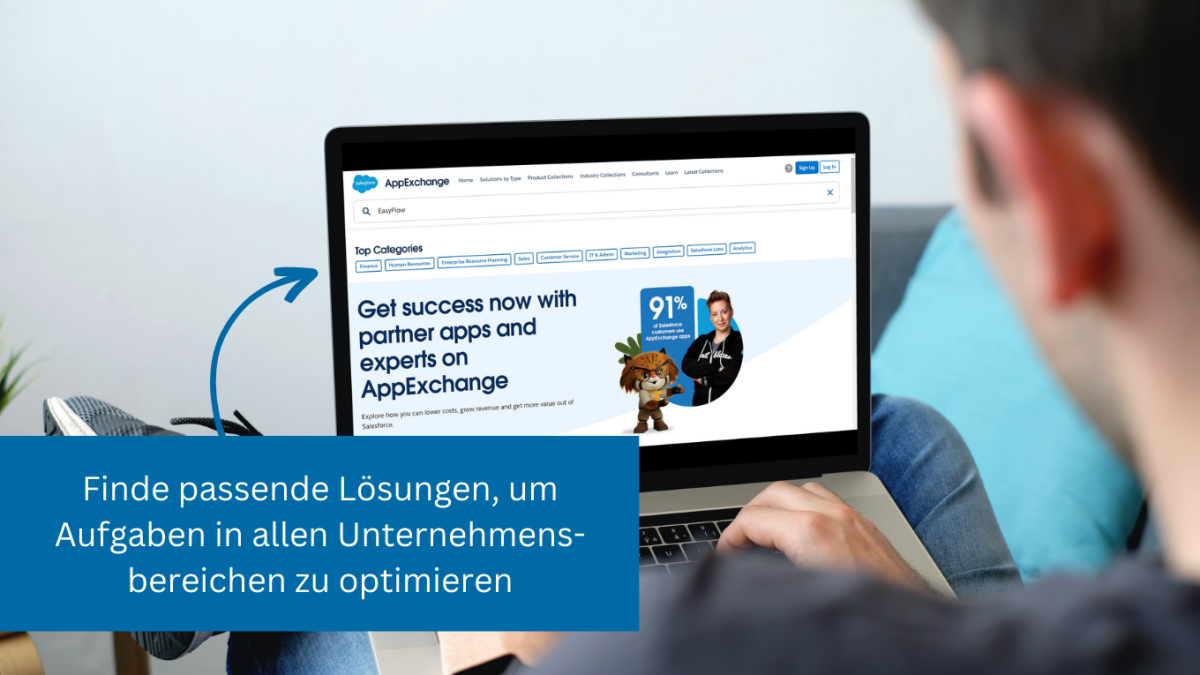 salesforce
AppExchange
Home Solutions by Type Product Collections Industry Collections Consultants Learn Latest Collections
? Sign Up Log In
EasyFlow
Top Categories
Finance Human Resources Enterprise Resource Planning Sales Customer Service IT & Admin Marketing Integration Salesforce Labs Analytics
Get success now with
partner apps and
experts on
AppExchange
Explore how you can lower costs, grow revenue and get more value out of
Salesforce.
91%
of Salesforce
customers use
AppExchange apps
Finde passende Lösungen, um
Aufgaben in allen Unternehmens-
bereichen zu optimieren